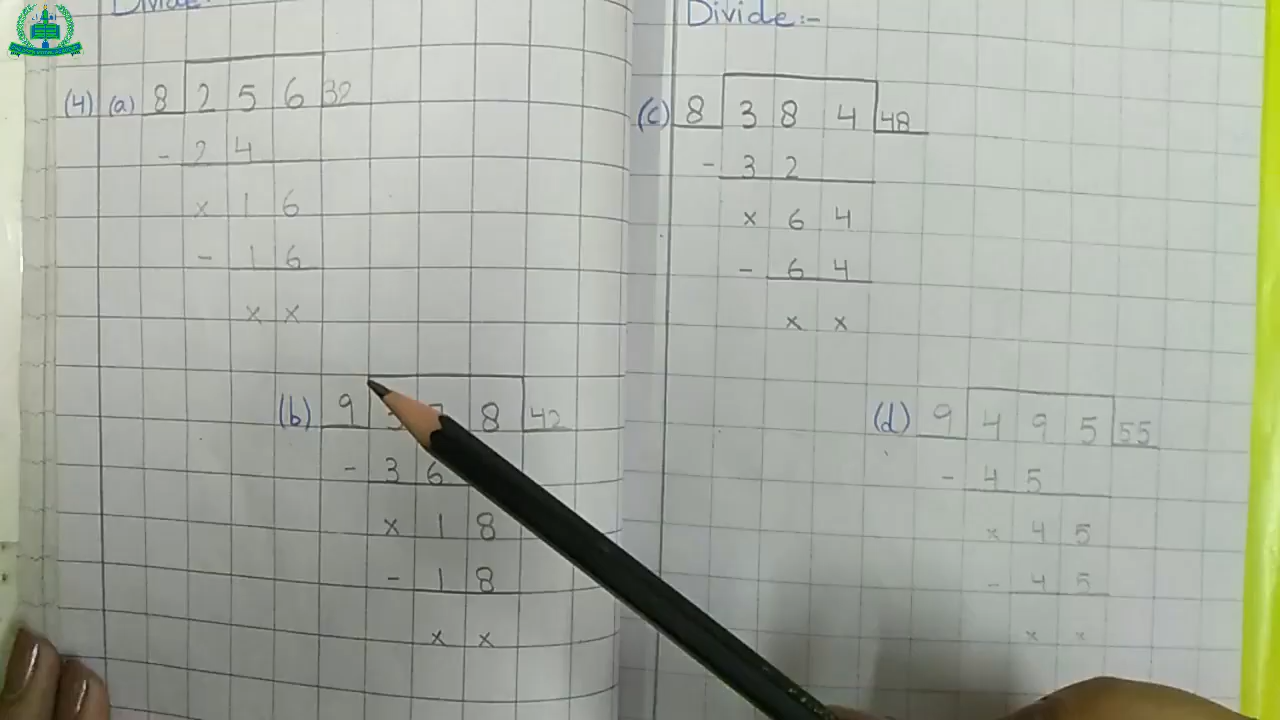 Divide:-
(4) (a) 8 2 5 6 32
- 2 4
x 1 6
- 1 6
x x
(b) 9 8 42
- 3 6
x 1 8
- 1 8
x x
Divide:-
(c) 8 3 8 4 48
- 3 2
x 6 4
- 6 4
x x
(d) 9 4 9 5 55
- 4 5
x 4 5
- 4 5
x x